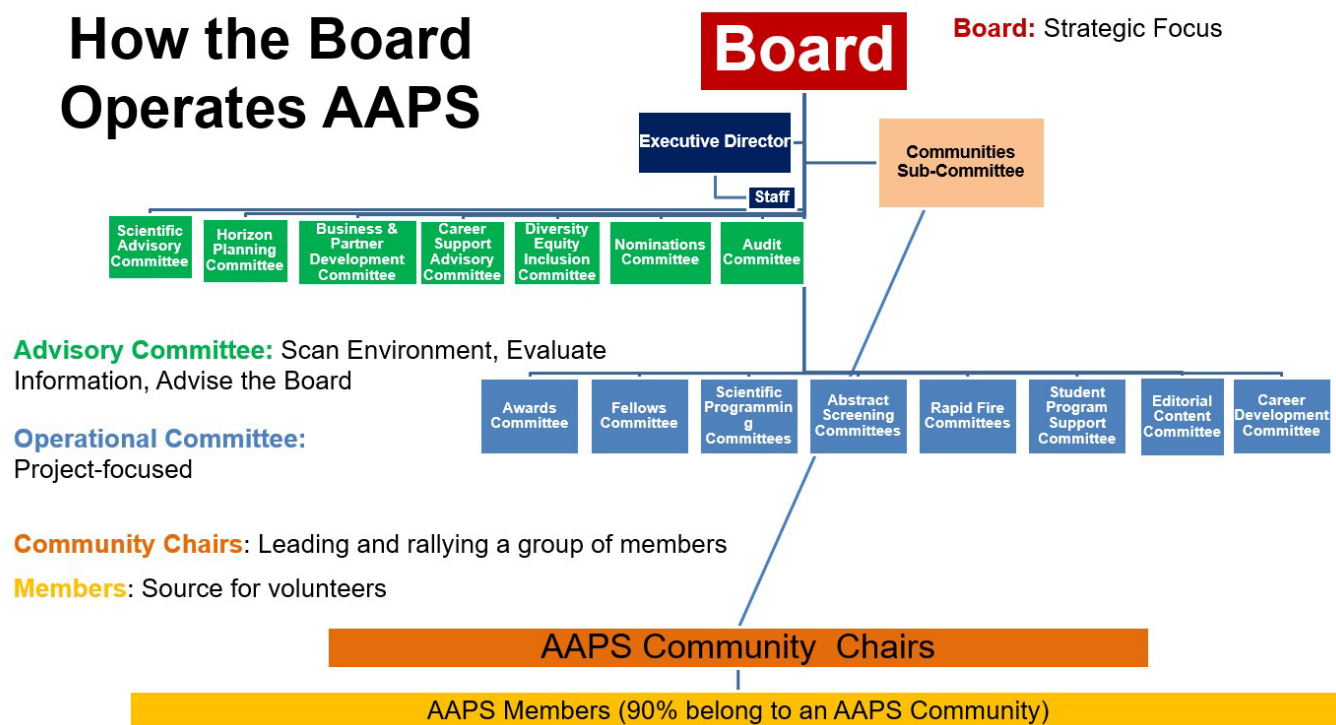 How the Board
Operates AAPS
Board
Board: Strategic Focus
Executive Director
Communities
Sub-Committee
Staff
Scientific
Advisory
Committee
Horizon
Planning
Committee
Business &
Partner
Development
Committee
Career
Support
Advisory
Committee
Diversity
Equity
Inclusion
Committee
Nominations
Committee
Audit
Committee
Advisory Committee: Scan Environment, Evaluate
Information, Advise the Board
Awards
Committee
Fellows
Committee
Scientific
Programmin
g
Committees
Abstract
Screening
Committees
Rapid Fire
Committees
Student
Program
Support
Committee
Editorial
Content
Committee
Career
Development
Committee
Operational Committee:
Project-focused
Community Chairs: Leading and rallying a group of members
Members: Source for volunteers
AAPS Community Chairs
AAPS Members (90% belong to an AAPS Community)